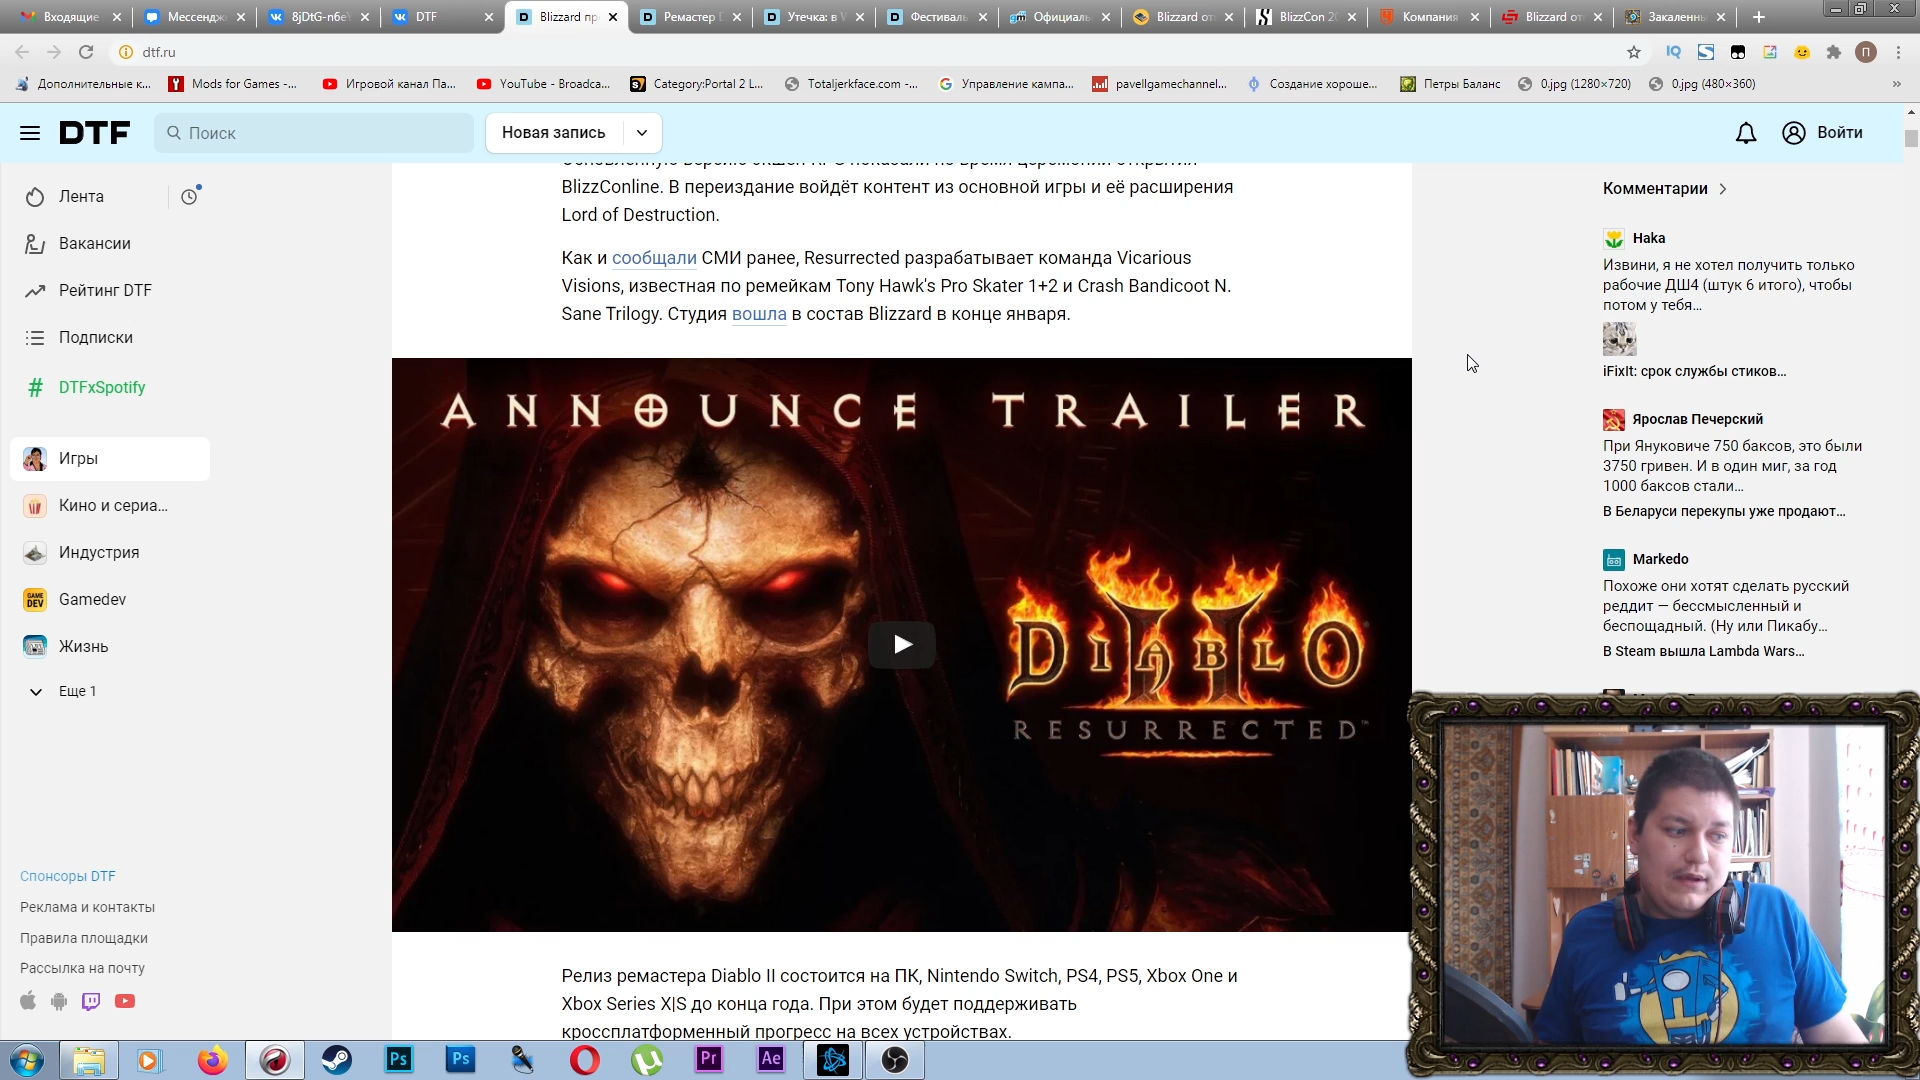 Входящие
Мессендж
8jDtG-n6eY
DTF
Blizzard пр
Ремастер D
Утечка: в W
Фестиваль
Официаль
Blizzard от
BlizzCon 20
Компания
Blizzard от
Закаленны
dtf.ru
Дополнительные к...
Mods for Games -...
Игровой канал Па...
YouTube - Broadca...
Category:Portal 2 L...
Totaljerkface.com -...
Управление кампа...
pavellgamechannel...
Создание хороше...
Петры Баланс
0.jpg (1280×720)
0.jpg (480×360)
DTF
Поиск
Новая запись
Войти
Лента
Вакансии
Рейтинг DTF
Подписки
DTFxSpotify
Игры
Кино и сериа...
Индустрия
GAME DEV
Gamedev
Жизнь
Еще 1
Спонсоры DTF
Реклама и контакты
Правила площадки
Рассылка на почту
BlizzConline. В переиздание войдёт контент из основной игры и её расширения
Lord of Destruction.
Как и сообщали СМИ ранее, Resurrected разрабатывает команда Vicarious
Visions, известная по ремейкам Tony Hawk's Pro Skater 1+2 и Crash Bandicoot N.
Sane Trilogy. Студия вошла в состав Blizzard в конце января.
ANNOUNCE TRAILER
DIABLO II
RESURRECTED™
Релиз ремастера Diablo II состоится на ПК, Nintendo Switch, PS4, PS5, Xbox One и
Xbox Series X|S до конца года. При этом будет поддерживать
кроссплатформенный прогресс на всех устройствах.
Комментарии
Haka
Извини, я не хотел получить только
рабочие ДШ4 (штук 6 итого), чтобы
потом у тебя...
iFixIt: срок службы стиков...
Ярослав Печерский
При Януковиче 750 баксов, это были
3750 гривен. И в один миг, за год
1000 баксов стали...
В Беларуси перекупы уже продают...
Markedo
Похоже они хотят сделать русский
реддит — бессмысленный и
беспощадный. (Ну или Пикабу...
В Steam вышла Lambda Wars...
Ps
Ps
Pr
Ae